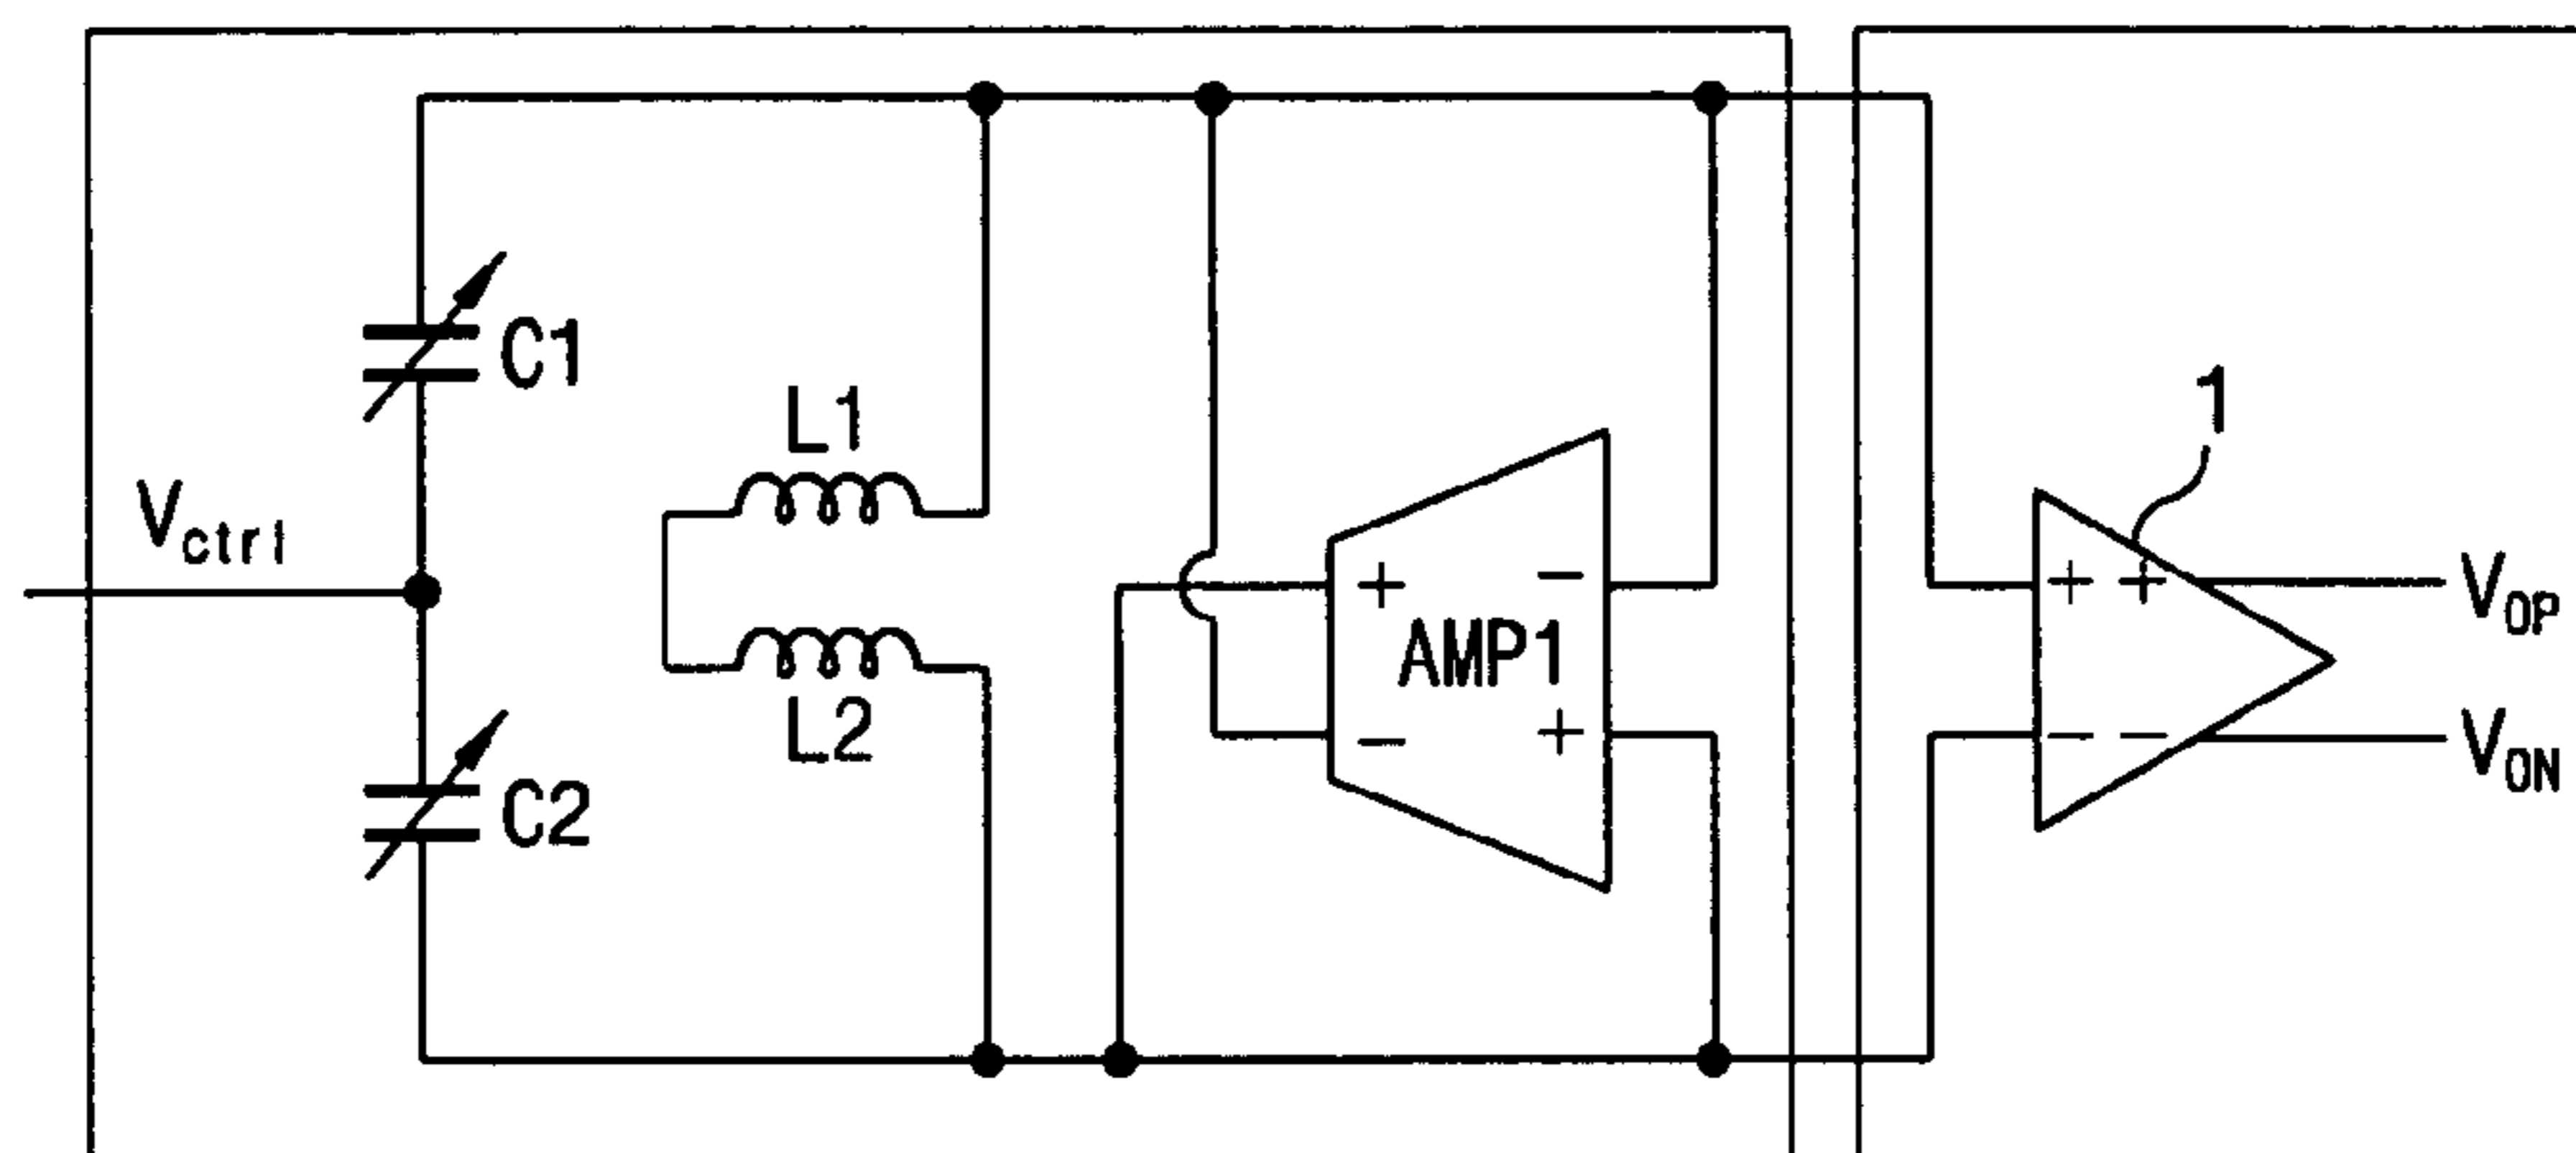 C1
L1
1
Vctrl
+ −
+ +
VOP
AMP1
L2
− +
− −
VON
C2